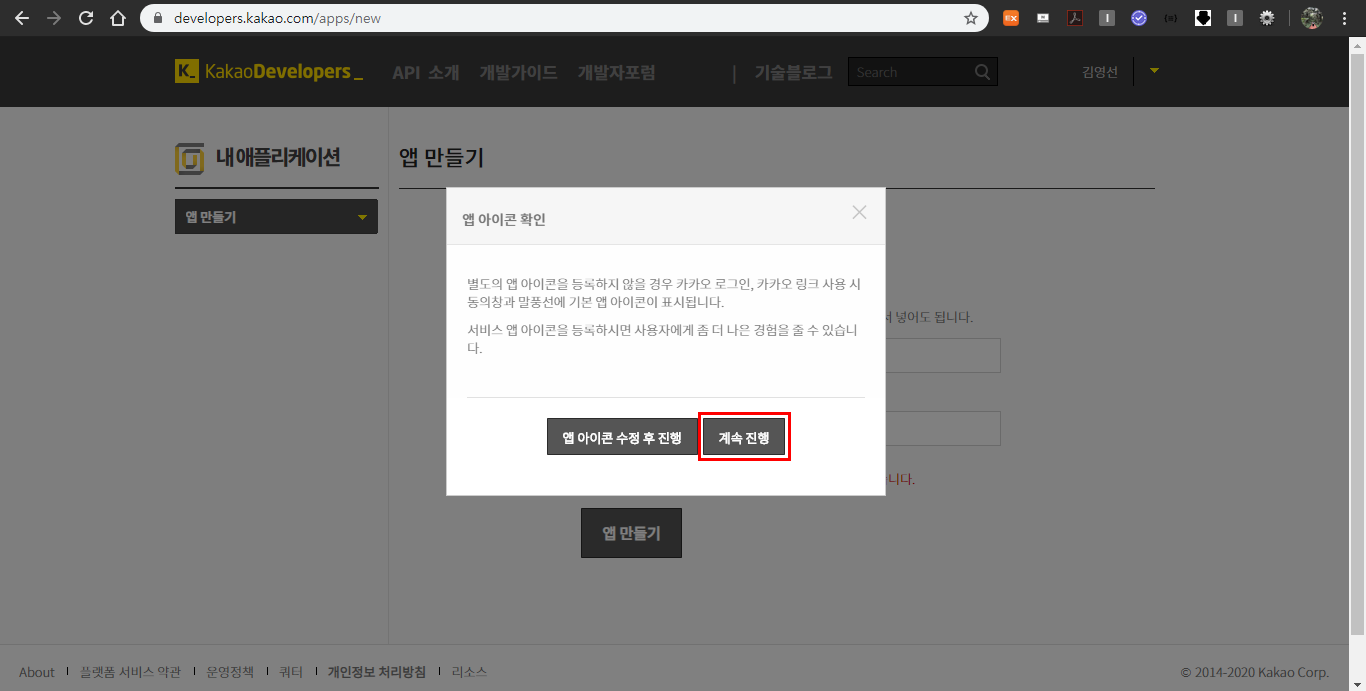 developers.kakao.com/apps/new
KakaoDevelopers_ API 소개 개발가이드 개발자포럼 | 기술블로그 Search 김영선
내 애플리케이션
앱 만들기
앱 만들기
앱 아이콘 확인
별도의 앱 아이콘을 등록하지 않을 경우 카카오 로그인, 카카오 링크 사용 시
동의창과 말풍선에 기본 앱 아이콘이 표시됩니다.
서 넣어도 됩니다.
서비스 앱 아이콘을 등록하시면 사용자에게 좀 더 나은 경험을 줄 수 있습니
다.
앱 아이콘 수정 후 진행 계속 진행
니다.
앱 만들기
About 플랫폼 서비스 약관 운영정책 쿼터 개인정보 처리방침 리소스 © 2014-2020 Kakao Corp.